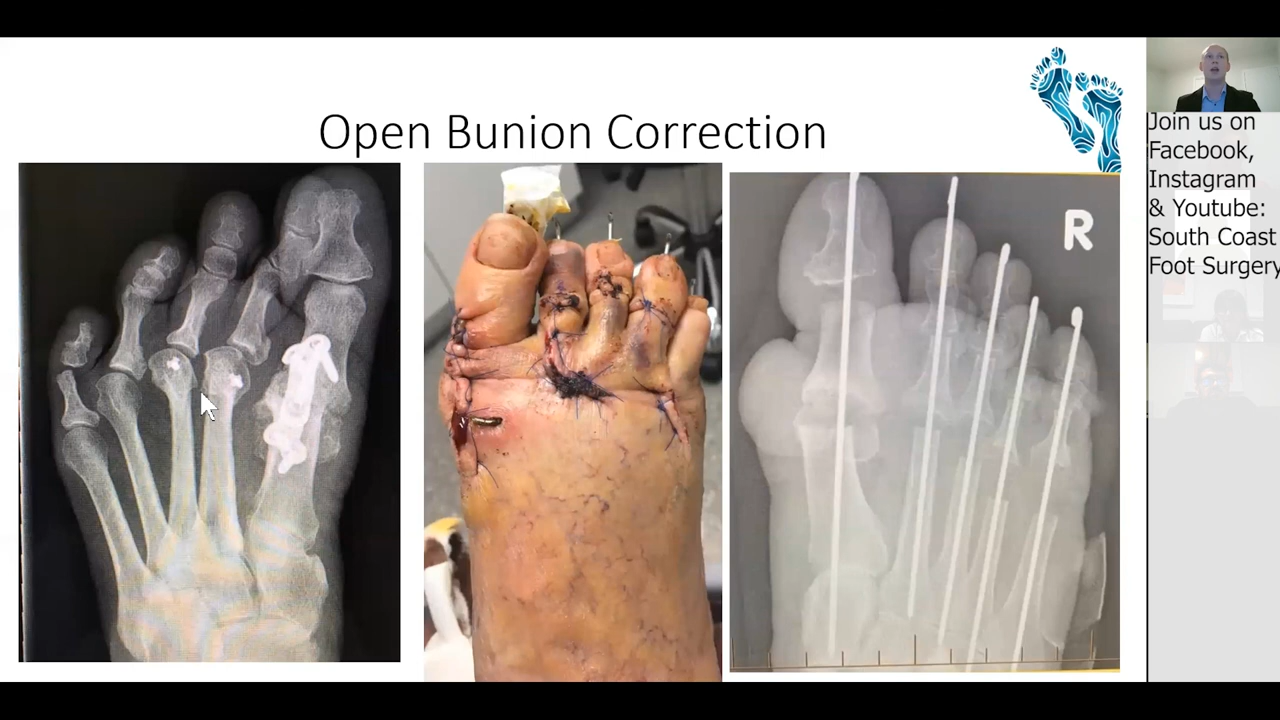 Open Bunion Correction
R
Join us on
Facebook,
Instagram
& Youtube:
South Coast
Foot Surgery